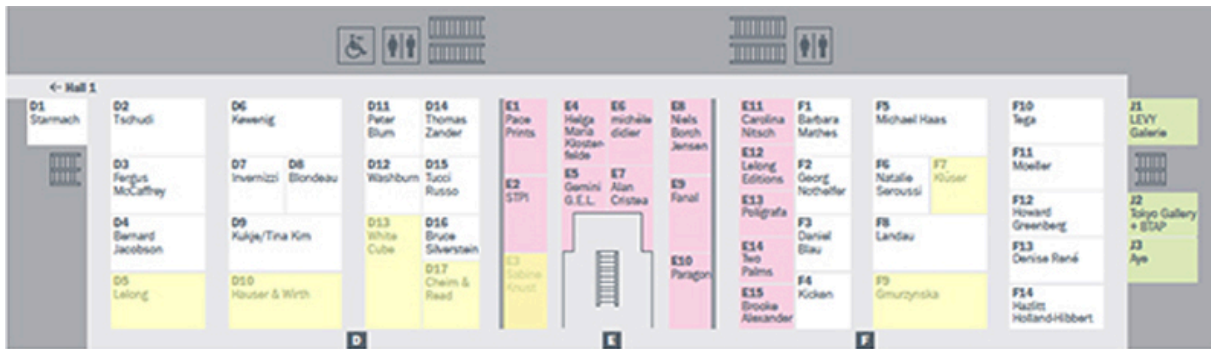 ← Hall 1
D1
Starmach
D2
Tschudi
D3
Fergus
McCaffrey
D4
Bernard
Jacobson
D5
Lelong
D6
Kewenig
D7
Invernizzi
D8
Blondeau
D9
Kukje/Tina Kim
D10
Hauser & Wirth
D11
Peter
Blum
D12
Washburn
D13
White
Cube
D14
Thomas
Zander
D15
Tucci
Russo
D16
Bruce
Silverstein
D17
Cheim &
Read
E1
Pace
Prints
E2
STPI
E3
Sabine
Knust
E4
Helga
Maria
Klosten-
felde
E5
Gemini
G.E.L.
E6
michèle
didier
E7
Alan
Cristea
E8
Niels
Borch
Jensen
E9
Fanal
E10
Paragon
E11
Carolina
Nitsch
E12
Lelong
Editions
E13
Polígrafa
E14
Two
Palms
E15
Brooke
Alexander
F1
Barbara
Mathes
F2
Georg
Nothelfer
F3
Daniel
Blau
F4
Kicken
F5
Michael Haas
F6
Natalie
Seroussi
F7
Klüser
F8
Landau
F9
Gmurzynska
F10
Tega
F11
Moeller
F12
Howard
Greenberg
F13
Denise René
F14
Hazlitt
Holland-Hibbert
J1
LEVY
Galerie
J2
Tokyo Gallery
+ BTAP
J3
Aye
D
E
F